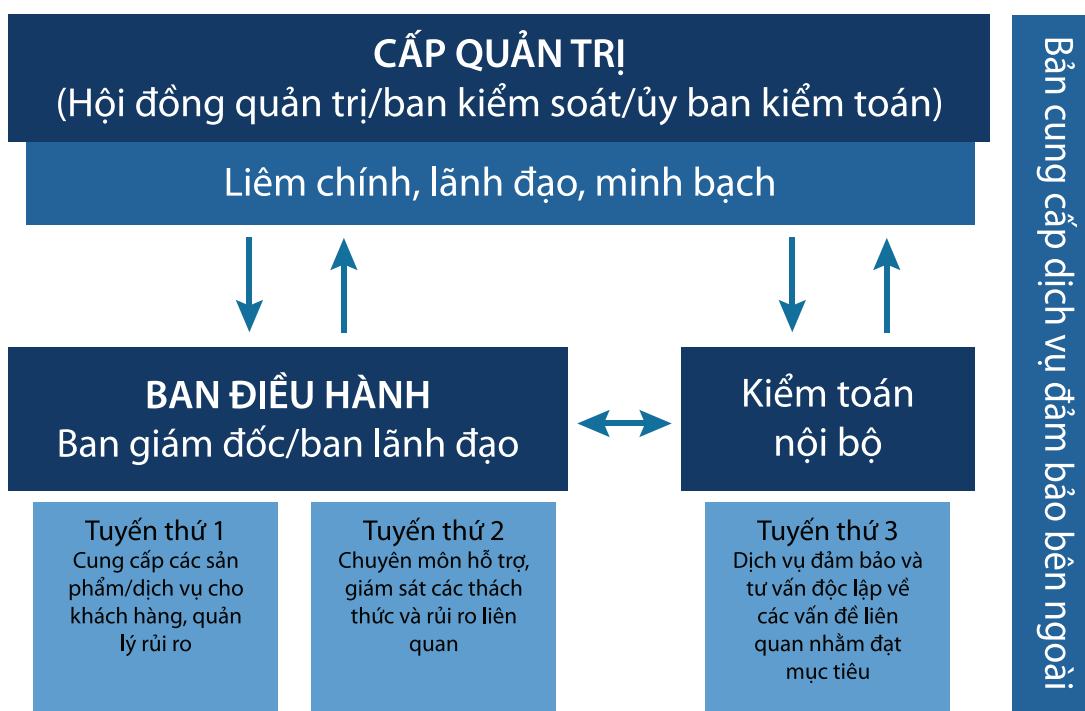 CẤP QUẢN TRỊ
(Hội đồng quản trị/ban kiểm soát/ủy ban kiểm toán)
Liêm chính, lãnh đạo, minh bạch
BAN ĐIỀU HÀNH
Ban giám đốc/ban lãnh đạo
Kiểm toán
nội bộ
Tuyến thứ 1
Cung cấp các sản
phẩm/dịch vụ cho
khách hàng, quản
lý rủi ro
Tuyến thứ 2
Chuyên môn hỗ trợ,
giám sát các thách
thức và rủi ro liên
quan
Tuyến thứ 3
Dịch vụ đảm bảo và
tư vấn độc lập về
các vấn đề liên
quan nhằm đạt
mục tiêu
Bản cung cấp dịch vụ đảm bảo bên ngoài